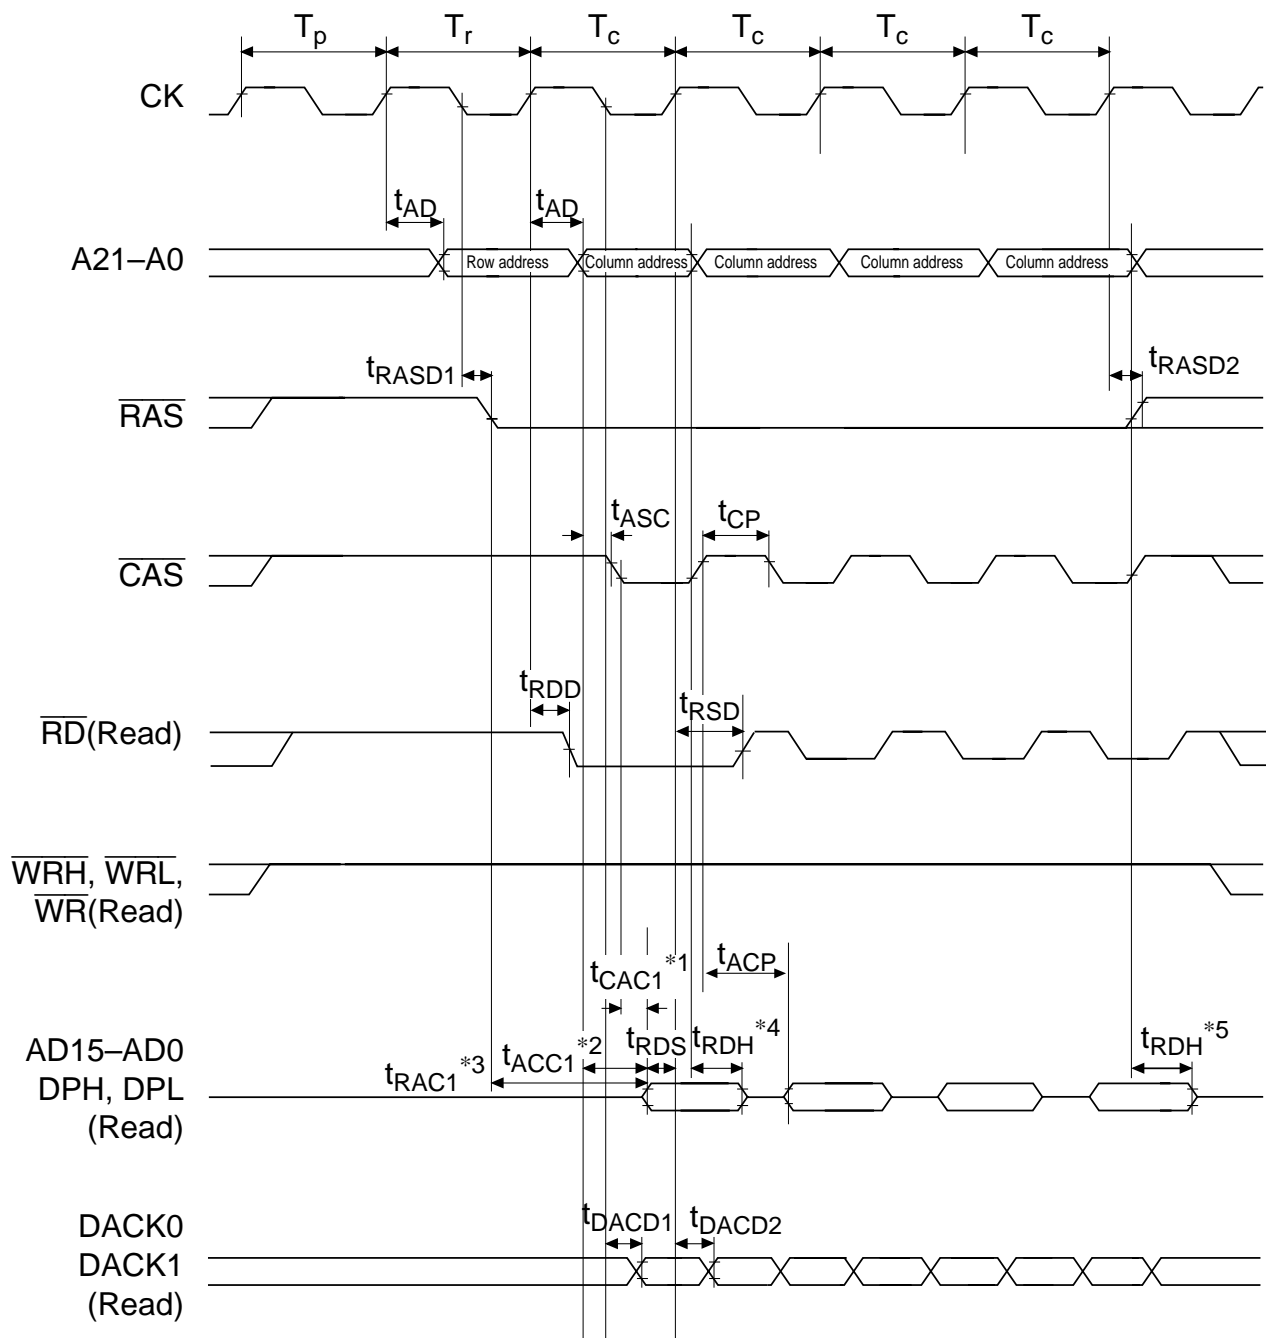 Tp Tr Tc Tc Tc Tc
CK
tAD tAD
A21–A0 Row address Column address Column address Column address Column address
tRASD1 tRASD2
RAS
tASC tCP
CAS
tRDD tRSD
RD(Read)
WRH, WRL,
WR(Read)
tCAC1*1 tACP
AD15–AD0
DPH, DPL
(Read)
tRAC1*3 tACC1*2 tRDS tRDH*4 tRDH*5
DACK0
DACK1
(Read)
tDACD1 tDACD2